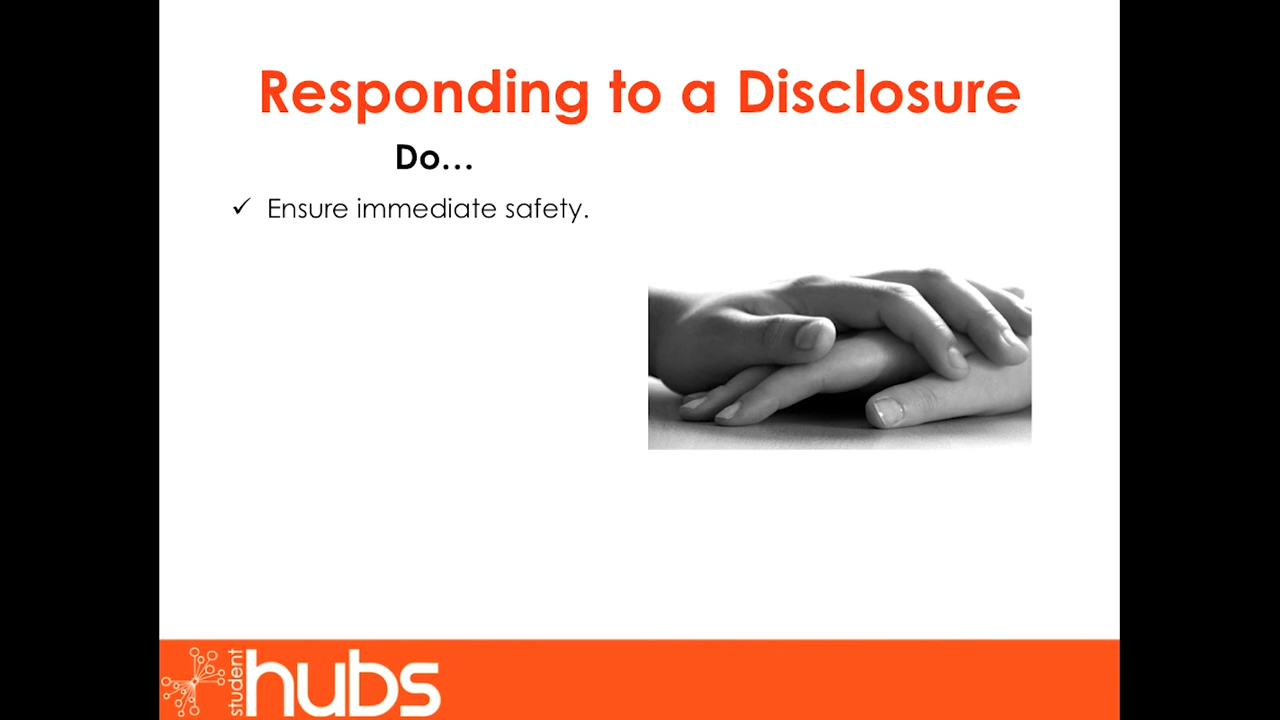 Responding to a Disclosure
Do…
✓ Ensure immediate safety.
student
hubs